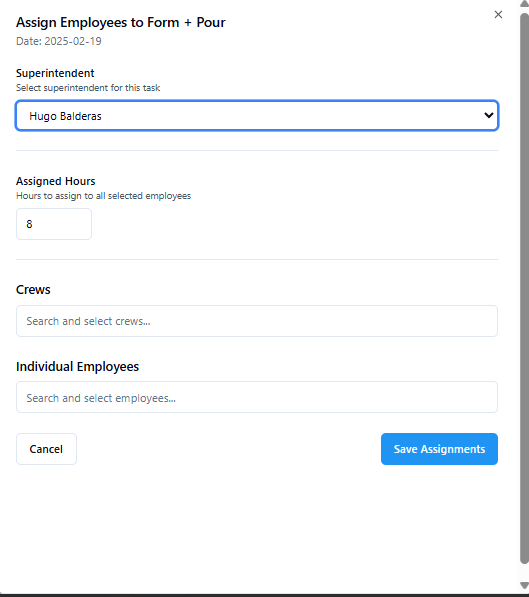 Assign Employees to Form + Pour
Date: 2025-02-19
Superintendent
Select superintendent for this task
Hugo Balderas
Assigned Hours
Hours to assign to all selected employees
8
Crews
Search and select crews...
Individual Employees
Search and select employees...
Cancel
Save Assignments